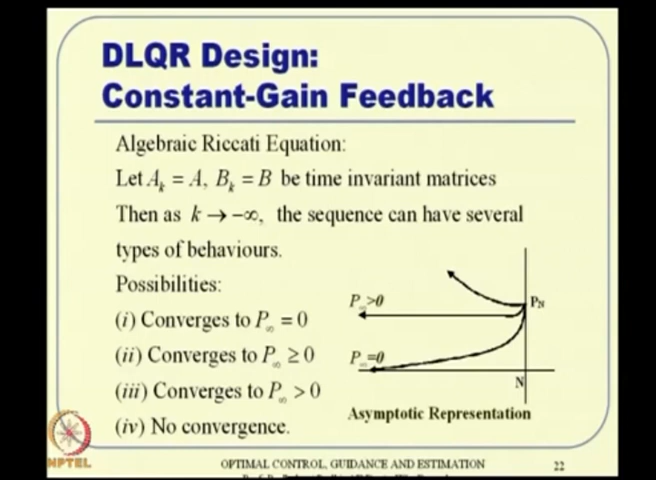 DLQR Design:
Constant-Gain Feedback
Algebraic Riccati Equation:
Let A_k = A, B_k = B be time invariant matrices
Then as k → -∞, the sequence can have several
types of behaviours.
Possibilities:
(i) Converges to P_∞ = 0
(ii) Converges to P_∞ ≥ 0
(iii) Converges to P_∞ > 0
(iv) No convergence.
P_∞>0
P_N
P_∞=0
N
Asymptotic Representation
NPTEL
OPTIMAL CONTROL, GUIDANCE AND ESTIMATION
22